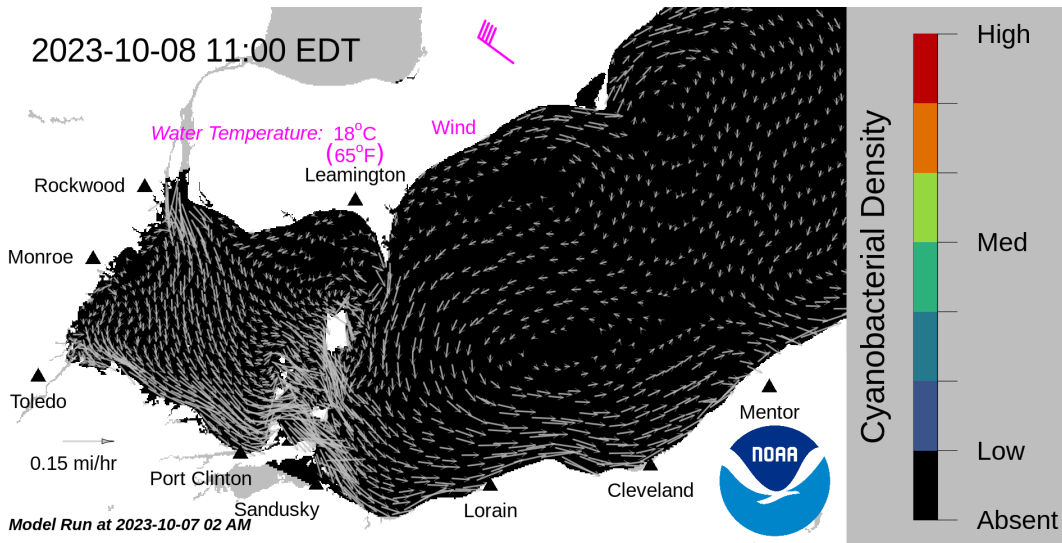 2023-10-08 11:00 EDT
High
Wind
Water Temperature: 18°C
(65°F)
Leamington
Rockwood
Monroe
Med
Cyanobacterial Density
Toledo
Mentor
0.15 mi/hr
NOAA
Low
Port Clinton
Cleveland
Sandusky
Lorain
Model Run at 2023-10-07 02 AM
Absent